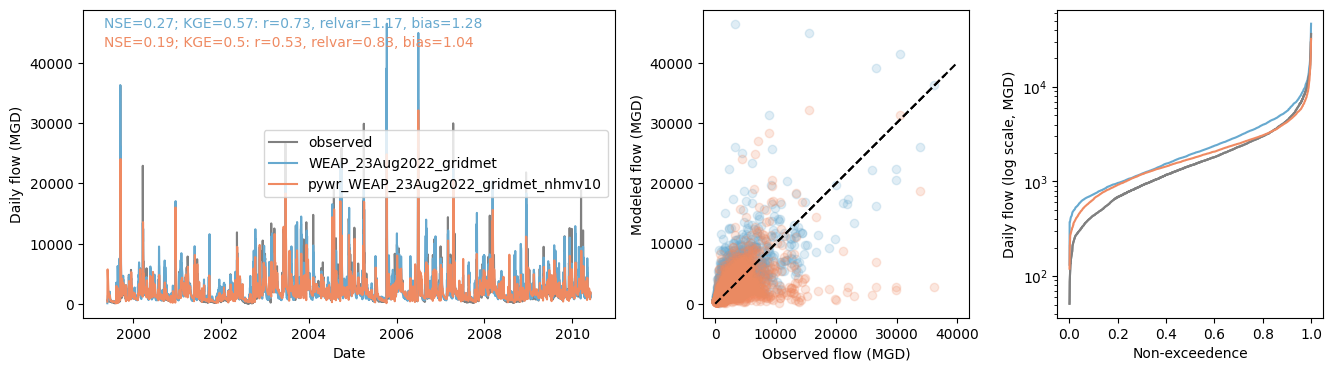 NSE=0.27; KGE=0.57: r=0.73, relvar=1.17, bias=1.28
NSE=0.19; KGE=0.5: r=0.53, relvar=0.83, bias=1.04
Daily flow (MGD)
40000
30000
20000
10000
0
observed
WEAP_23Aug2022_gridmet
pywr_WEAP_23Aug2022_gridmet_nhmv10
2000
2002
2004
2006
2008
2010
Date
Modeled flow (MGD)
40000
30000
20000
10000
0
0
10000
20000
30000
40000
Observed flow (MGD)
Daily flow (log scale, MGD)
10⁴
10³
10²
0.0
0.2
0.4
0.6
0.8
1.0
Non-exceedence